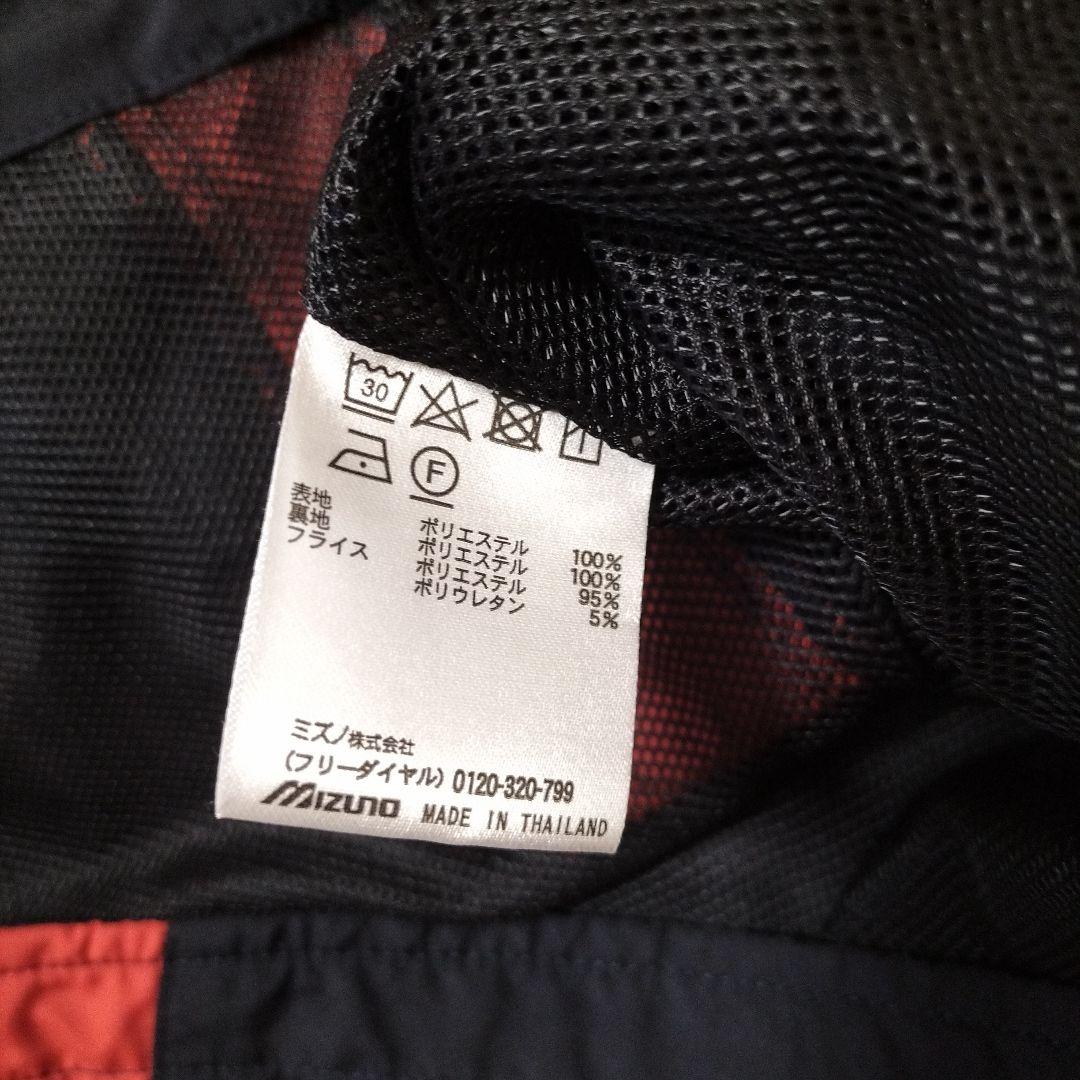 30
F
表地 ポリエステル 100%
裏地 ポリエステル 100%
フライス ポリエステル 95%
ポリウレタン 5%
ミズノ株式会社
(フリーダイヤル) 0120-320-799
MIZUNO MADE IN THAILAND